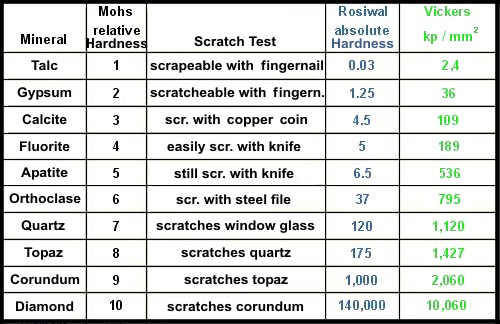 Mineral Mohs relative Hardness Scratch Test Rosiwal absolute Hardness Vickers kp / mm²
Talc 1 scrapeable with fingernail 0.03 2,4
Gypsum 2 scratcheable with fingern. 1.25 36
Calcite 3 scr. with copper coin 4.5 109
Fluorite 4 easily scr. with knife 5 189
Apatite 5 still scr. with knife 6.5 536
Orthoclase 6 scr. with steel file 37 795
Quartz 7 scratches window glass 120 1,120
Topaz 8 scratches quartz 175 1,427
Corundum 9 scratches topaz 1,000 2,060
Diamond 10 scratches corundum 140,000 10,060